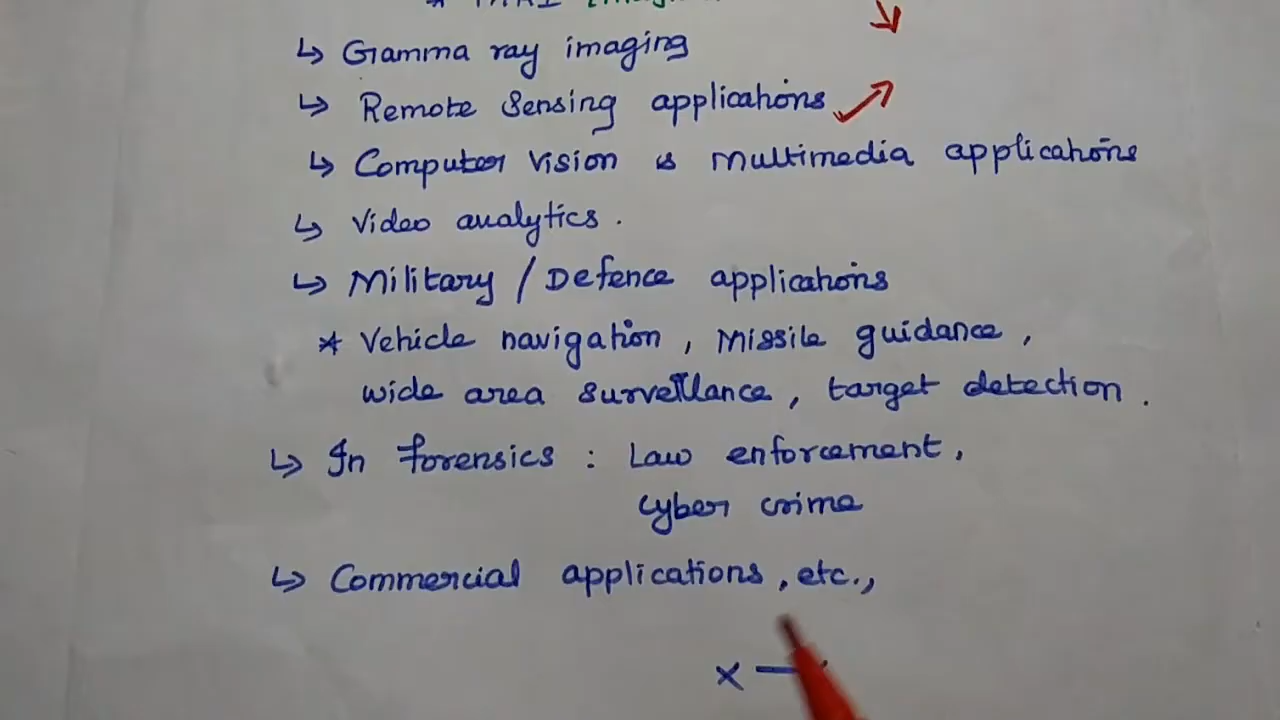 ↳ Gamma ray imaging
↳ Remote Sensing applications
↳ Computer vision & multimedia applications
↳ Video analytics.
↳ Military / Defence applications
* Vehicle navigation, Missile guidance,
wide area surveillance, target detection.
↳ In forensics : Law enforcement,
cyber crime
↳ Commercial applications, etc.,
x —